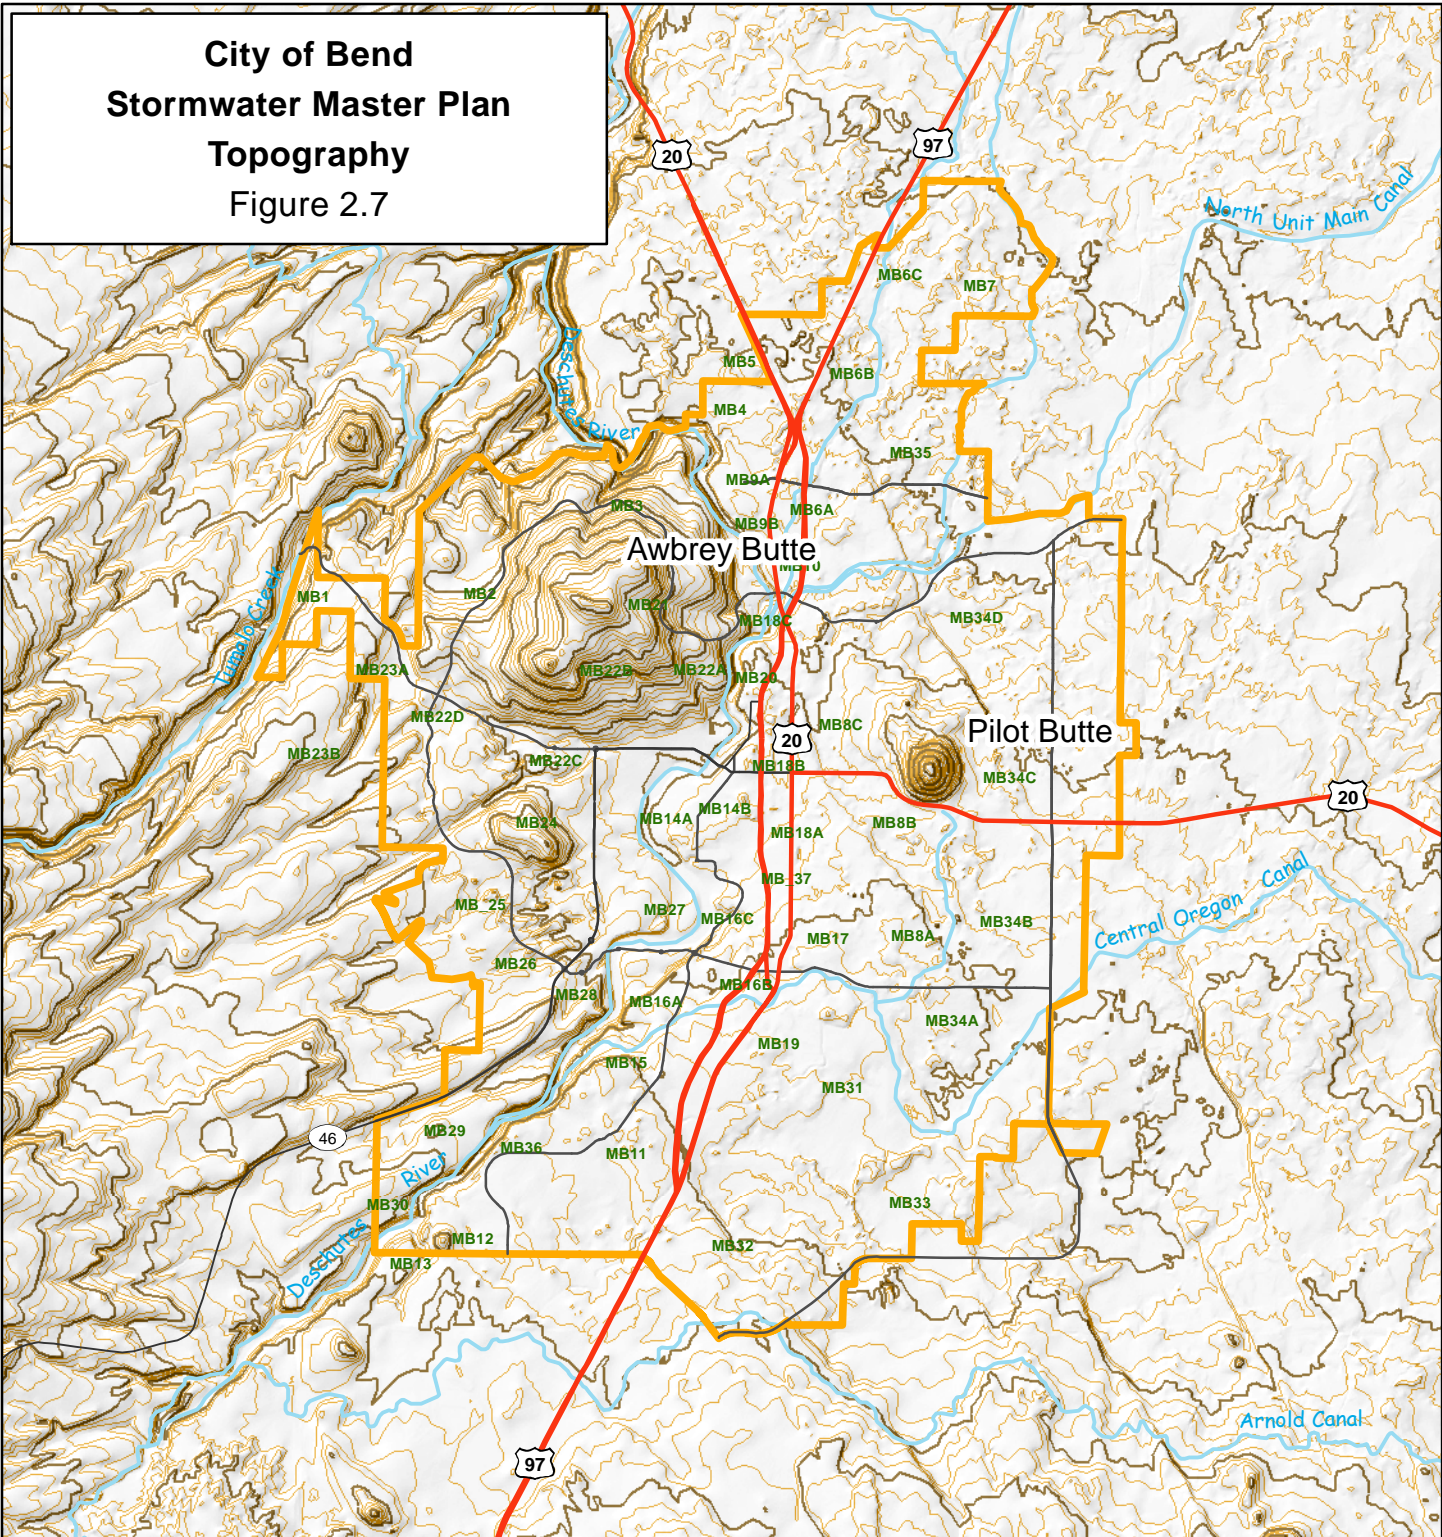 City of Bend
Stormwater Master Plan
Topography
Figure 2.7
20
97
North Unit Main Canal
MB6C
MB7
Deschutes River
MB5
MB6B
MB4
MB35
MB9A
MB3
MB6A
MB9B
Awbrey Butte
MB10
Tumalo Creek
MB1
MB2
MB21
MB18C
MB34D
MB23A
MB22B
MB22A
MB20
MB22D
MB8C
Pilot Butte
20
MB23B
MB22C
MB18B
MB34C
20
MB24
MB14A
MB14B
MB18A
MB8B
MB_37
Central Oregon Canal
MB_25
MB27
MB16C
MB17
MB8A
MB34B
MB26
MB28
MB16A
MB16B
MB34A
MB19
MB15
MB31
46
MB29
MB36
MB11
Deschutes River
MB30
MB33
MB12
MB32
MB13
Arnold Canal
97